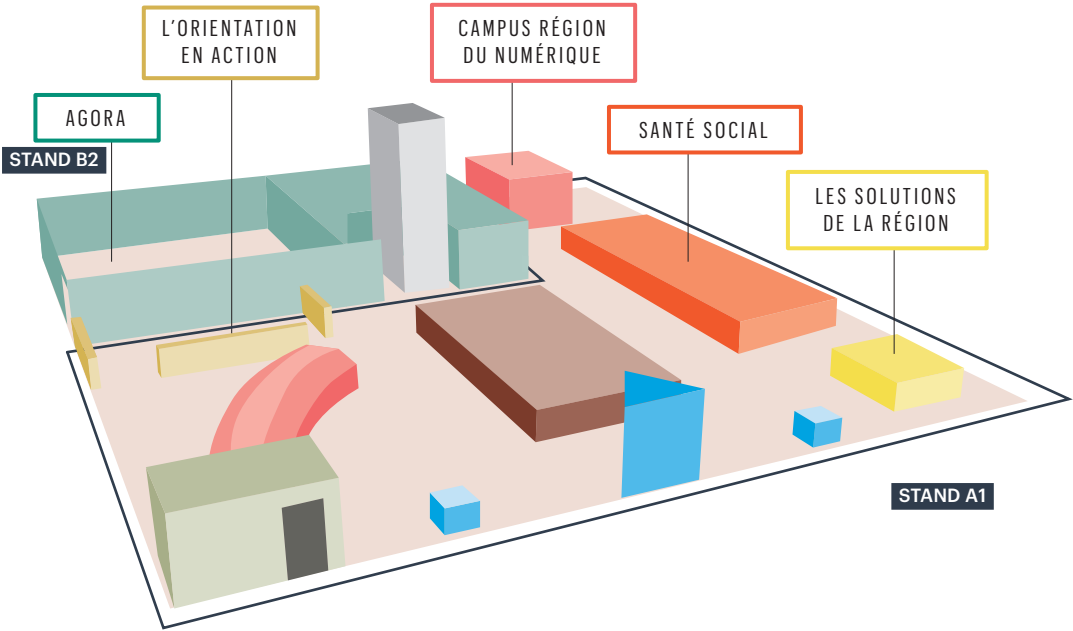 L'ORIENTATION
EN ACTION
CAMPUS RÉGION
DU NUMÉRIQUE
AGORA
STAND B2
SANTÉ SOCIAL
LES SOLUTIONS
DE LA RÉGION
STAND A1